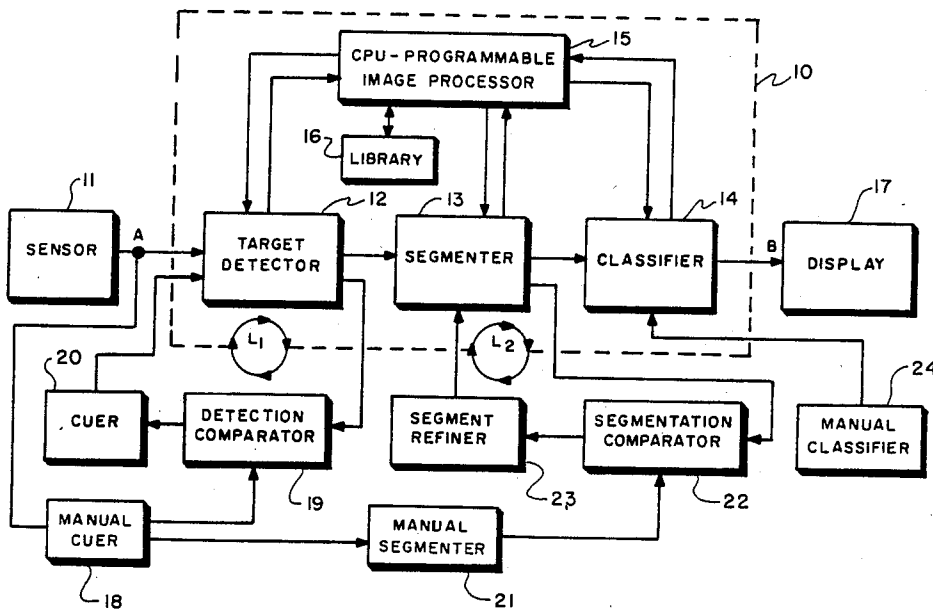 15
CPU-PROGRAMMABLE
IMAGE PROCESSOR
10
16
LIBRARY
11
12
13
14
17
SENSOR
A
TARGET
DETECTOR
SEGMENTER
CLASSIFIER
B
DISPLAY
L1
L2
20
24
CUER
DETECTION
COMPARATOR
SEGMENT
REFINER
SEGMENTATION
COMPARATOR
MANUAL
CLASSIFIER
19
23
22
MANUAL
CUER
MANUAL
SEGMENTER
18
21